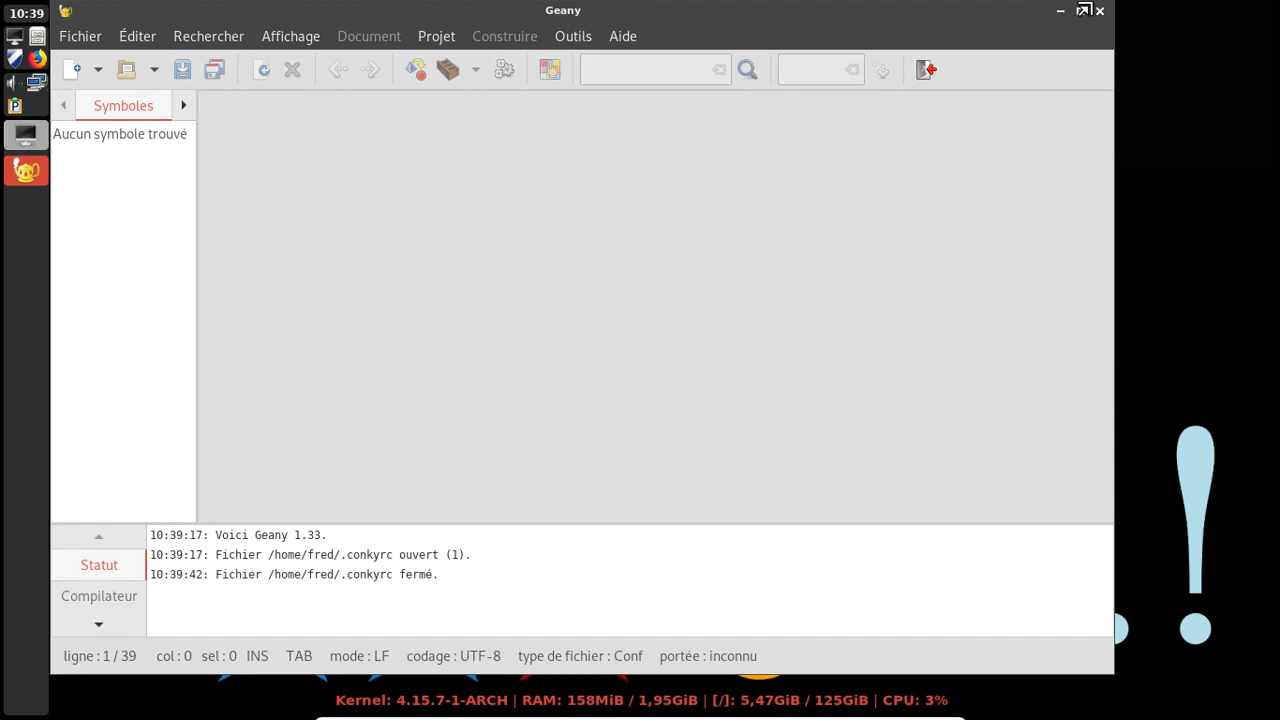 10:39
Geany
Fichier Éditer Rechercher Affichage Document Projet Construire Outils Aide
Symboles
Aucun symbole trouvé
10:39:17: Voici Geany 1.33.
10:39:17: Fichier /home/fred/.conkyrc ouvert (1).
10:39:42: Fichier /home/fred/.conkyrc fermé.
Statut
Compilateur
ligne : 1 / 39 col : 0 sel : 0 INS TAB mode : LF codage : UTF-8 type de fichier : Conf portée : inconnu
!
Kernel: 4.15.7-1-ARCH | RAM: 158MiB / 1,95GiB | [/]: 5,47GiB / 125GiB | CPU: 3%